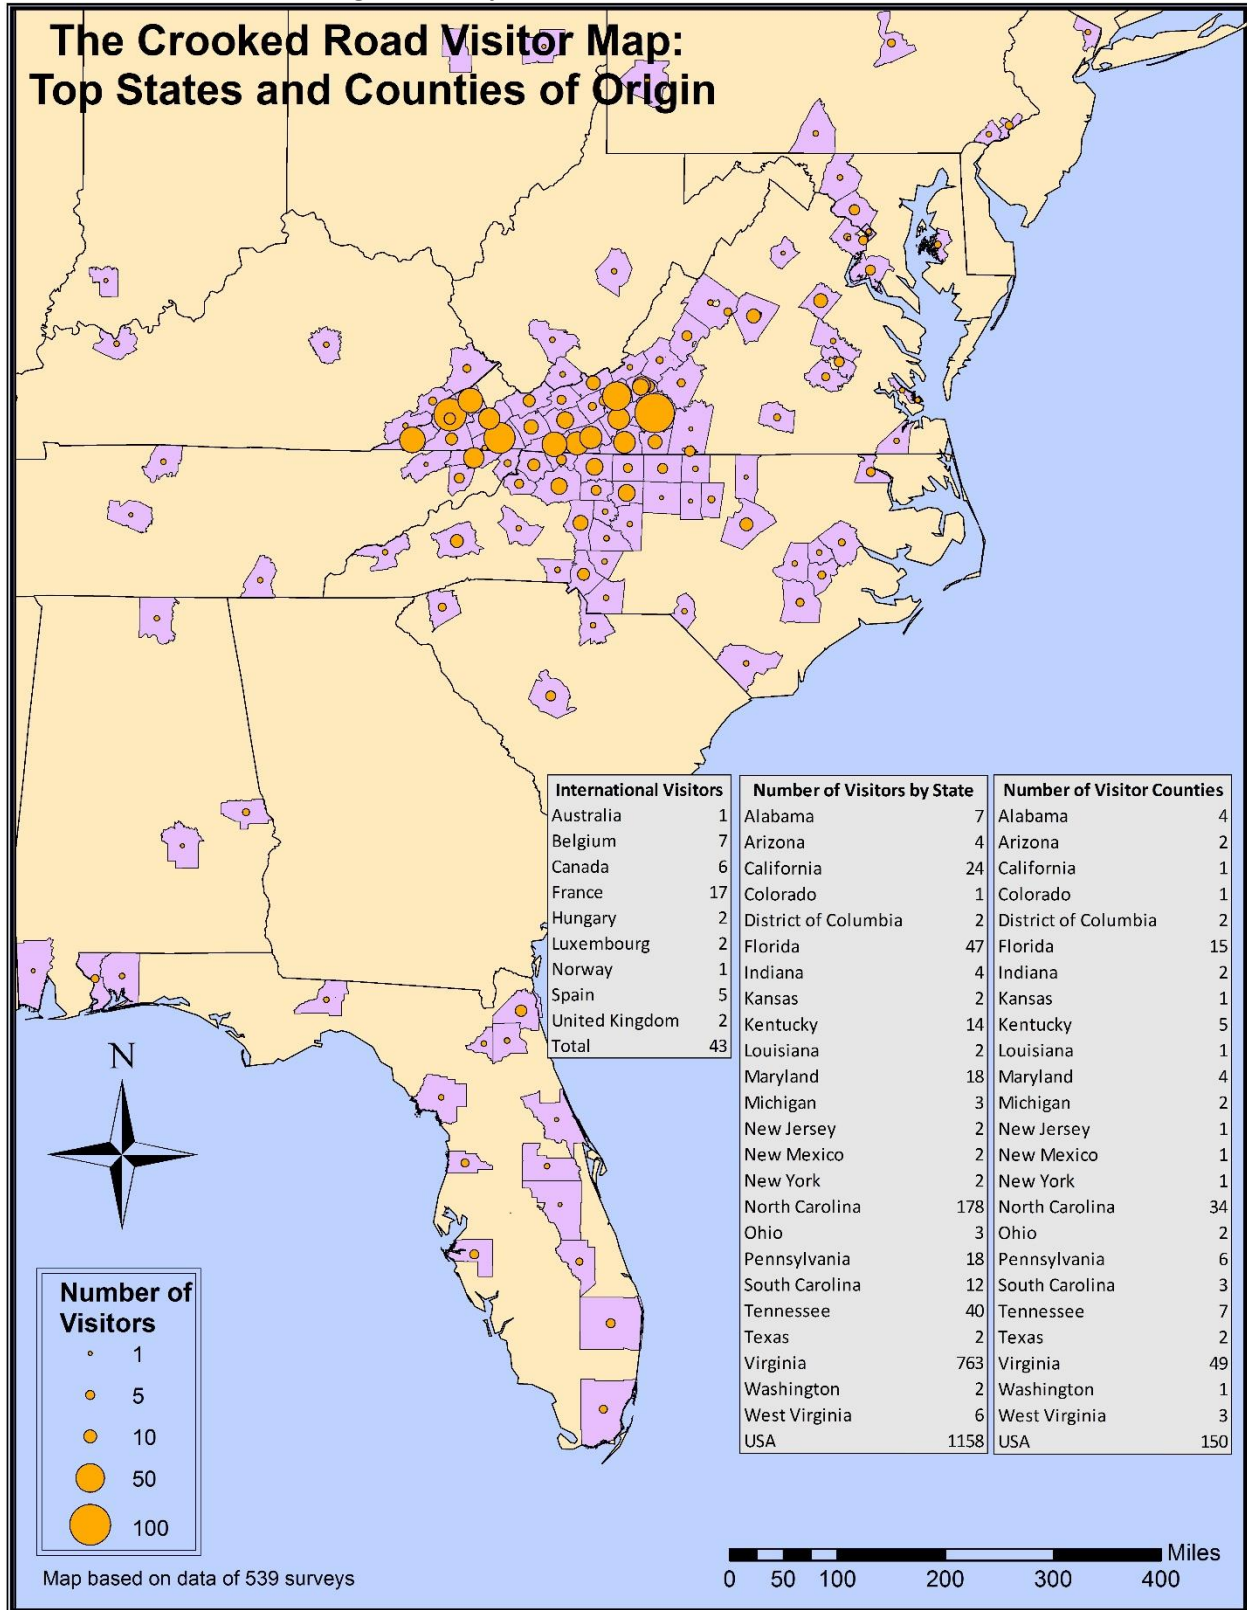 The Crooked Road Visitor Map:
Top States and Counties of Origin
International Visitors
Australia 1
Belgium 7
Canada 6
France 17
Hungary 2
Luxembourg 2
Norway 1
Spain 5
United Kingdom 2
Total 43
Number of Visitors by State
Alabama 7
Arizona 4
California 24
Colorado 1
District of Columbia 2
Florida 47
Indiana 4
Kansas 2
Kentucky 14
Louisiana 2
Maryland 18
Michigan 3
New Jersey 2
New Mexico 2
New York 2
North Carolina 178
Ohio 3
Pennsylvania 18
South Carolina 12
Tennessee 40
Texas 2
Virginia 763
Washington 2
West Virginia 6
USA 1158
Number of Visitor Counties
Alabama 4
Arizona 2
California 1
Colorado 1
District of Columbia 2
Florida 15
Indiana 2
Kansas 1
Kentucky 5
Louisiana 1
Maryland 4
Michigan 2
New Jersey 1
New Mexico 1
New York 1
North Carolina 34
Ohio 2
Pennsylvania 6
South Carolina 3
Tennessee 7
Texas 2
Virginia 49
Washington 1
West Virginia 3
USA 150
N
Number of
Visitors
1
5
10
50
100
Map based on data of 539 surveys
Miles
0 50 100 200 300 400